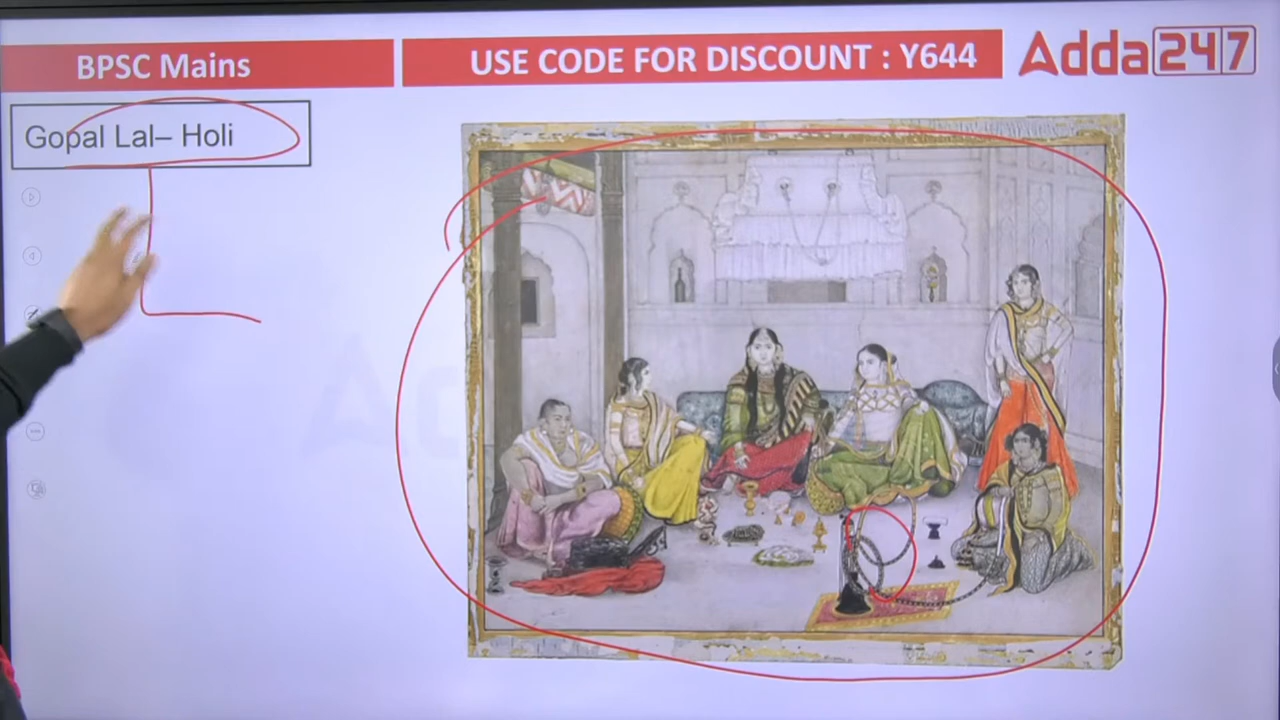 BPSC Mains
USE CODE FOR DISCOUNT : Y644
Adda247
Gopal Lal– Holi